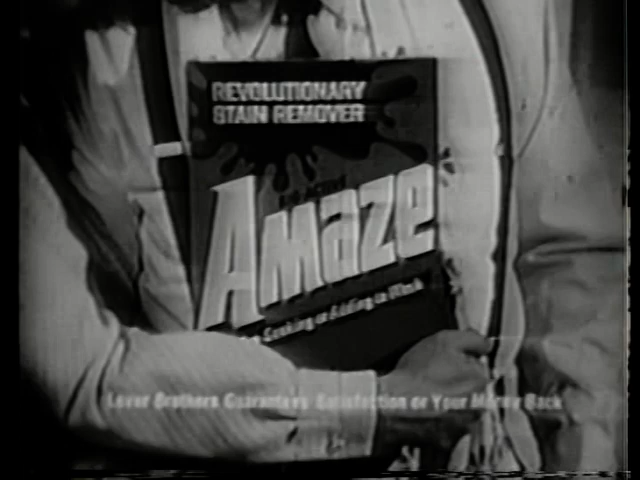 REVOLUTIONARY
STAIN REMOVER
Amaze
Soaking or Adding to Wash
Lever Brothers Guarantees Satisfaction or Your Money Back